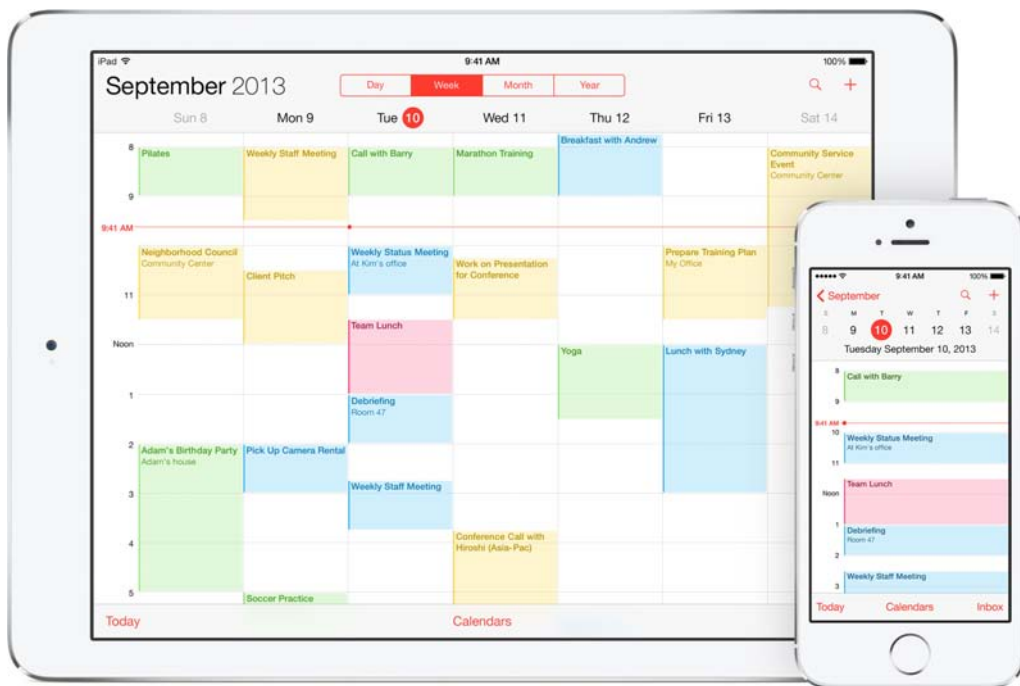 iPad 9:41 AM 100%
September 2013
Day Week Month Year
Sun 8 Mon 9 Tue 10 Wed 11 Thu 12 Fri 13 Sat 14
8
Pilates
Weekly Staff Meeting
Call with Barry
Marathon Training
Breakfast with Andrew
Community Service
Event
Community Center
9
9:41 AM
Neighborhood Council
Community Center
Client Pitch
Weekly Status Meeting
At Kim's office
Work on Presentation
for Conference
Prepare Training Plan
My Office
11
Noon
Team Lunch
Yoga
Lunch with Sydney
1
Debriefing
Room 47
2
Adam's Birthday Party
Adam's house
Pick Up Camera Rental
3
Weekly Staff Meeting
4
Conference Call with
Hiroshi (Asia-Pac)
5
Soccer Practice
Today Calendars
9:41 AM 100%
September
S M T W T F S
8 9 10 11 12 13 14
Tuesday September 10, 2013
8
Call with Barry
9
9:41 AM
10
Weekly Status Meeting
At Kim's office
11
Team Lunch
Noon
1
Debriefing
Room 47
2
Weekly Staff Meeting
3
Today Calendars Inbox